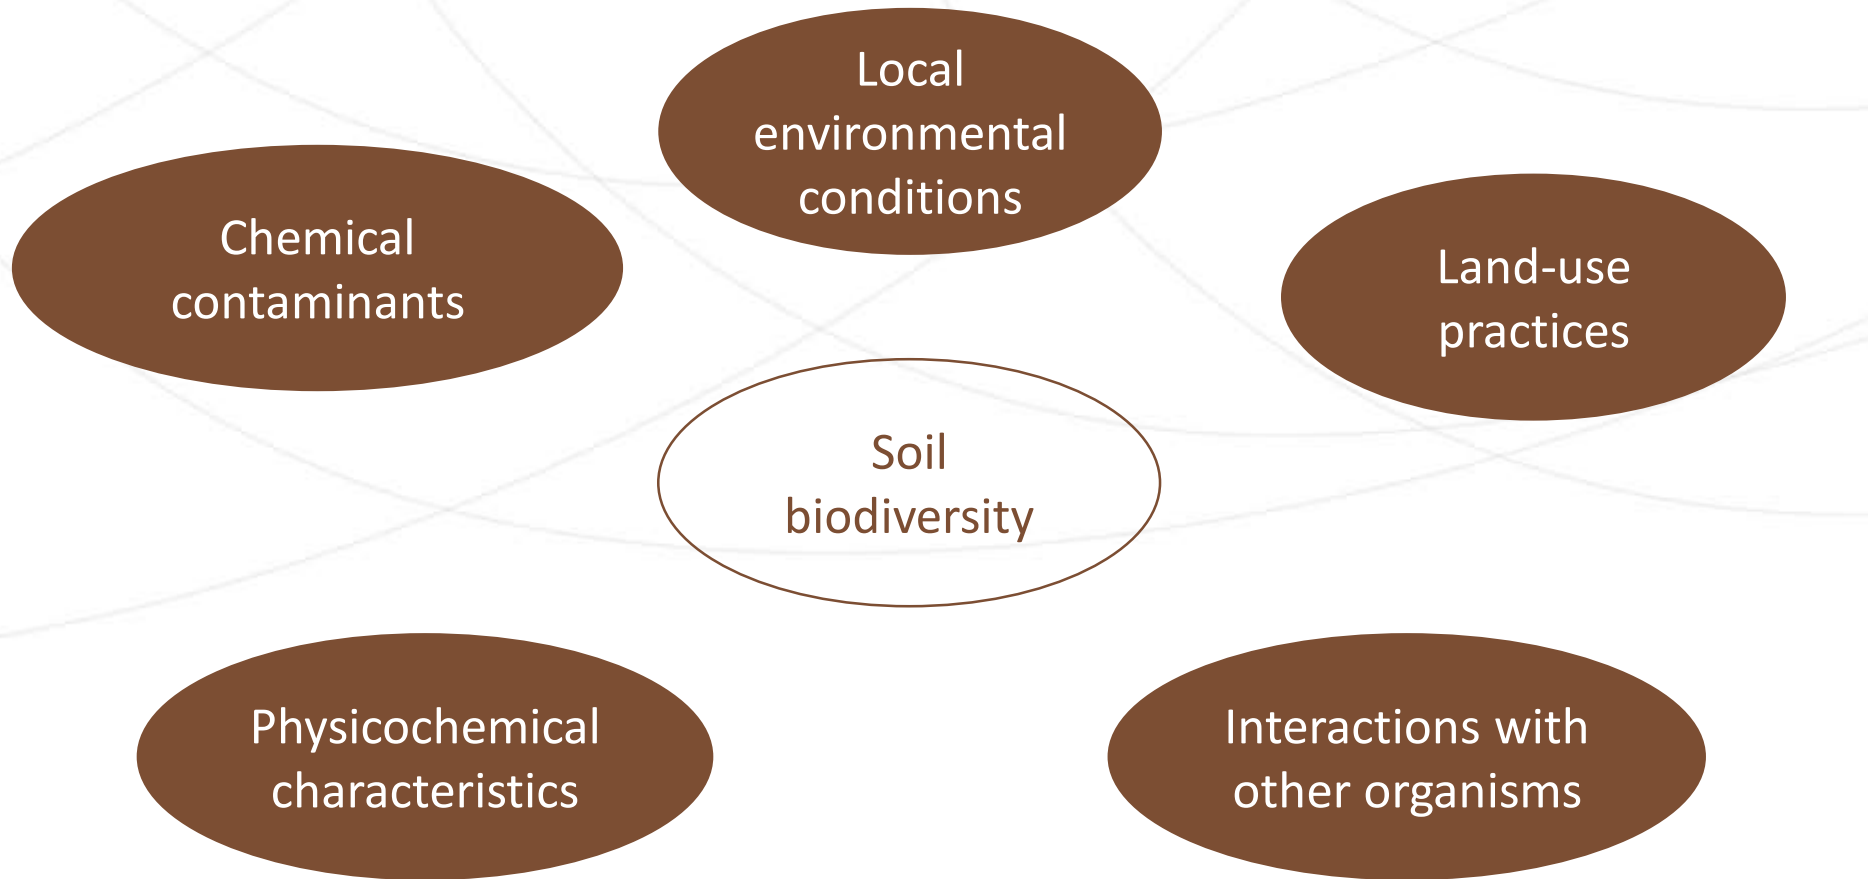 Local
environmental
conditions
Chemical
contaminants
Land-use
practices
Soil
biodiversity
Physicochemical
characteristics
Interactions with
other organisms